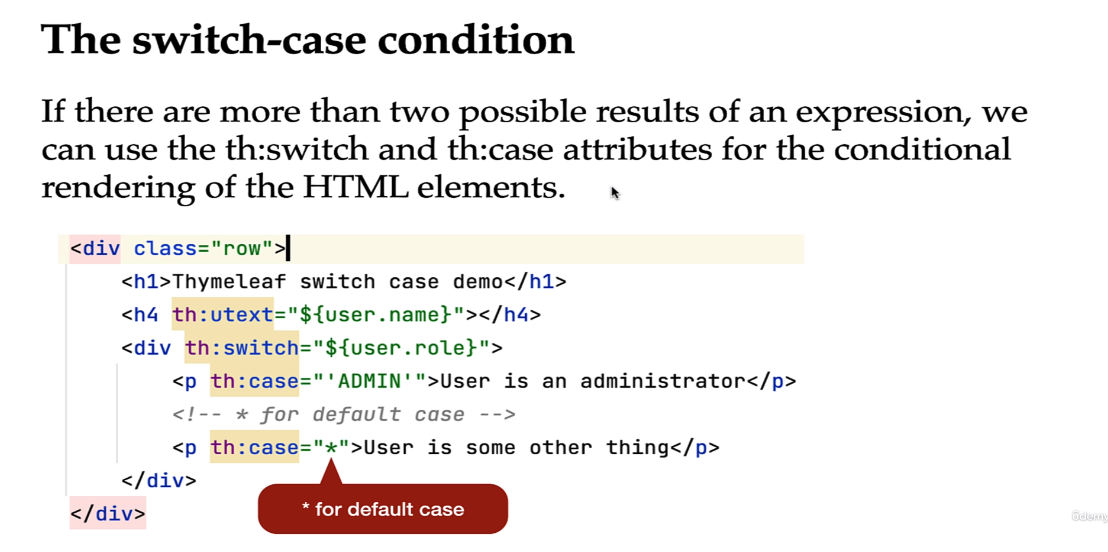 The switch-case condition
If there are more than two possible results of an expression, we
can use the th:switch and th:case attributes for the conditional
rendering of the HTML elements.
<div class="row">
<h1>Thymeleaf switch case demo</h1>
<h4 th:utext="${user.name}"></h4>
<div th:switch="${user.role}">
<p th:case="'ADMIN'">User is an administrator</p>
<!-- * for default case -->
<p th:case="*">User is some other thing</p>
</div>
</div>
* for default case
ûdemy